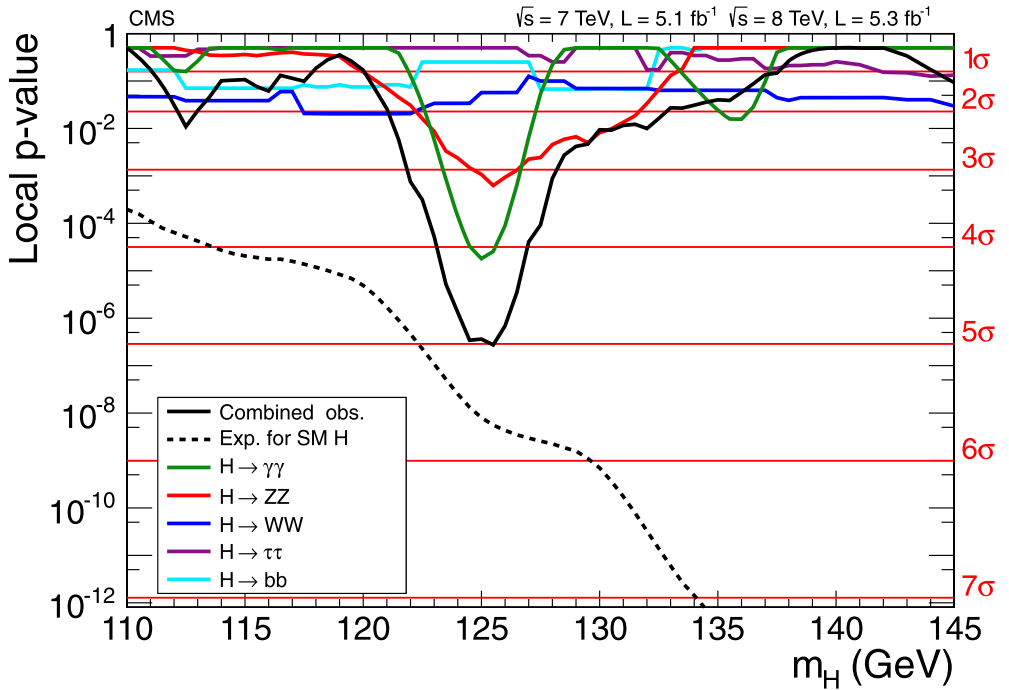 CMS √s = 7 TeV, L = 5.1 fb⁻¹ √s = 8 TeV, L = 5.3 fb⁻¹
Local p-value
1
10⁻²
10⁻⁴
10⁻⁶
10⁻⁸
10⁻¹⁰
10⁻¹²
1σ
2σ
3σ
4σ
5σ
6σ
7σ
Combined obs.
Exp. for SM H
H → γγ
H → ZZ
H → WW
H → ττ
H → bb
110 115 120 125 130 135 140 145
m_H (GeV)